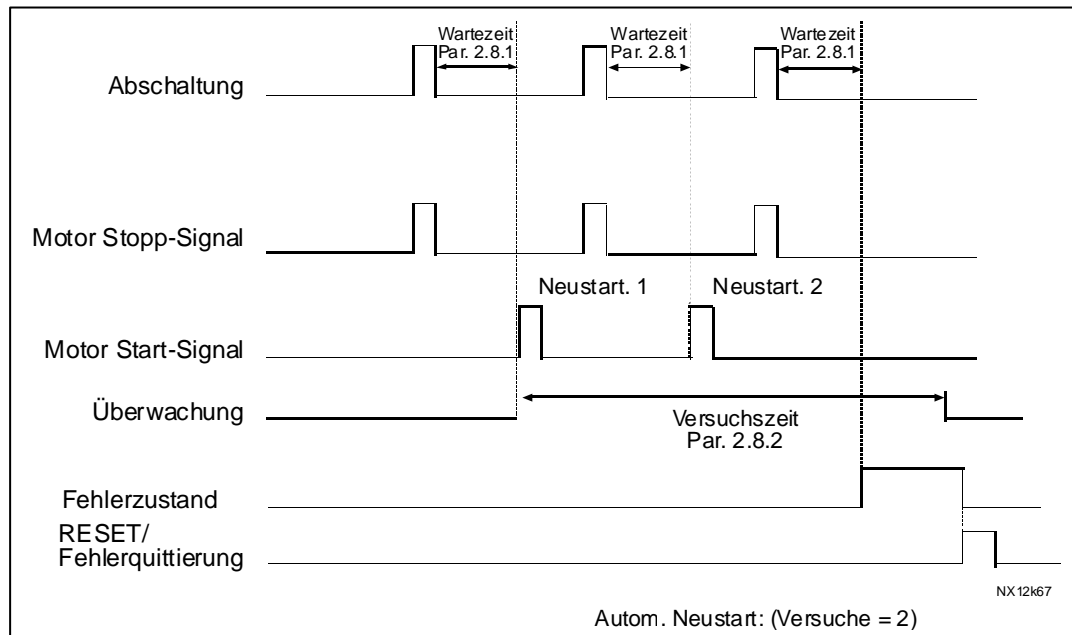 Wartezeit
Par. 2.8.1
Wartezeit
Par. 2.8.1
Wartezeit
Par. 2.8.1
Abschaltung
Motor Stopp-Signal
Neustart. 1
Neustart. 2
Motor Start-Signal
Überwachung
Versuchszeit
Par. 2.8.2
Fehlerzustand
RESET/
Fehlerquittierung
NX12k67
Autom. Neustart: (Versuche = 2)